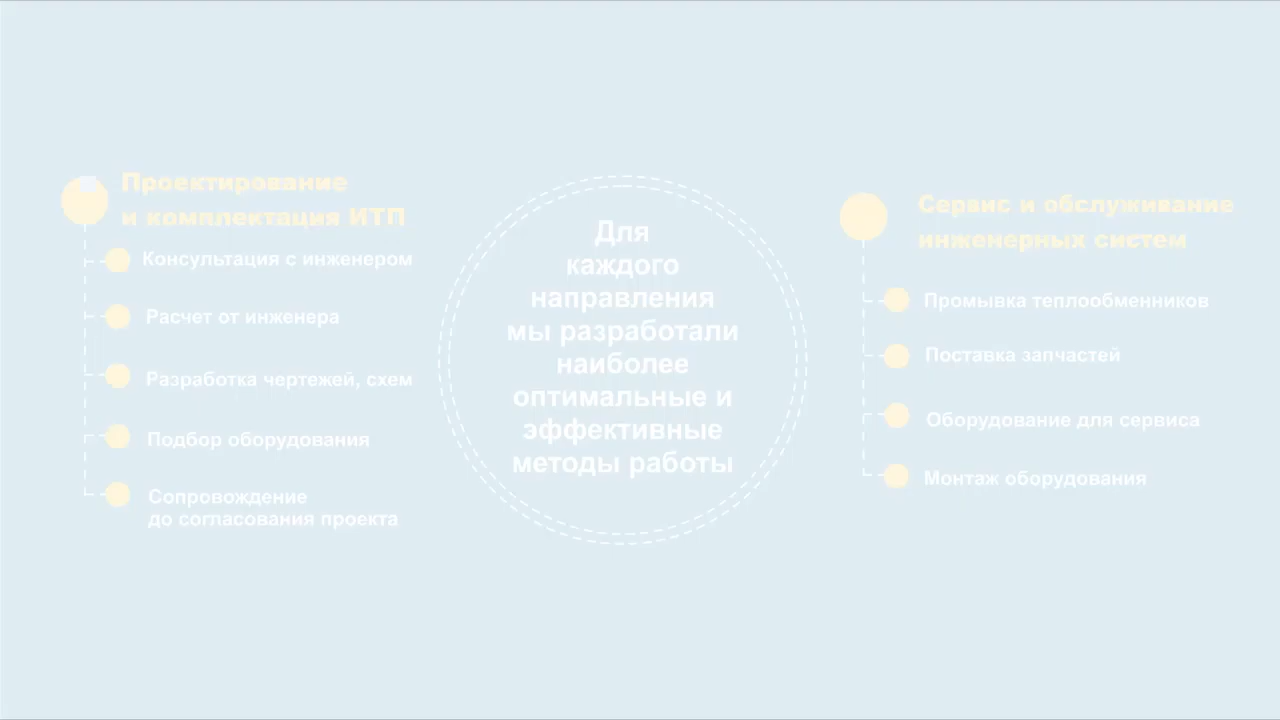 Проектирование
и комплектация ИТП
Консультация с инженером
Расчет от инженера
Разработка чертежей, схем
Подбор оборудования
Сопровождение
до согласования проекта
Для
каждого
направления
мы разработали
наиболее
оптимальные и
эффективные
методы работы
Сервис и обслуживание
инженерных систем
Промывка теплообменников
Поставка запчастей
Оборудование для сервиса
Монтаж оборудования